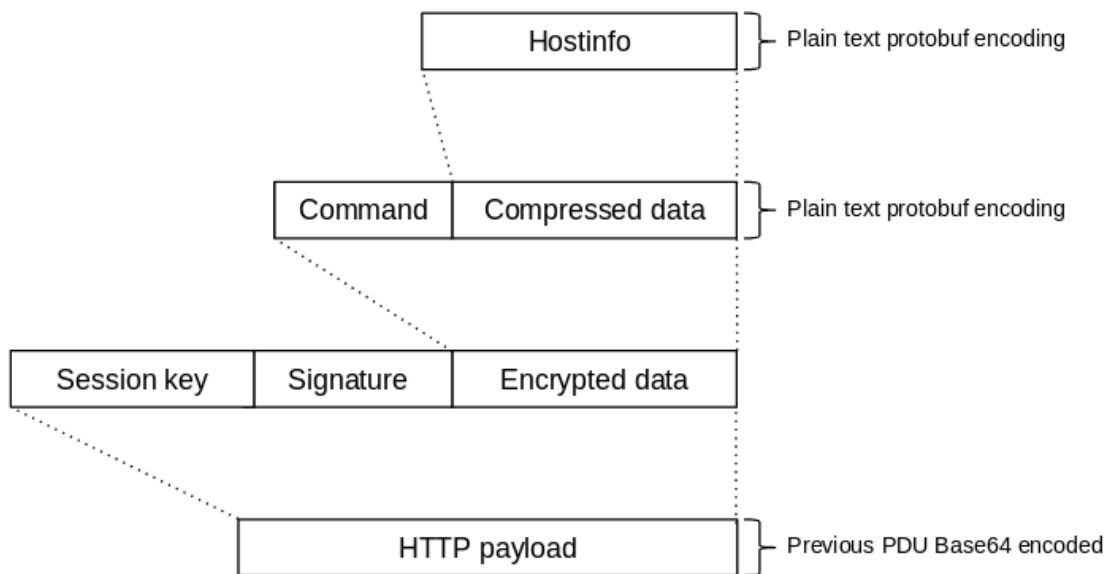 Hostinfo
Plain text protobuf encoding
Command
Compressed data
Plain text protobuf encoding
Session key
Signature
Encrypted data
HTTP payload
Previous PDU Base64 encoded